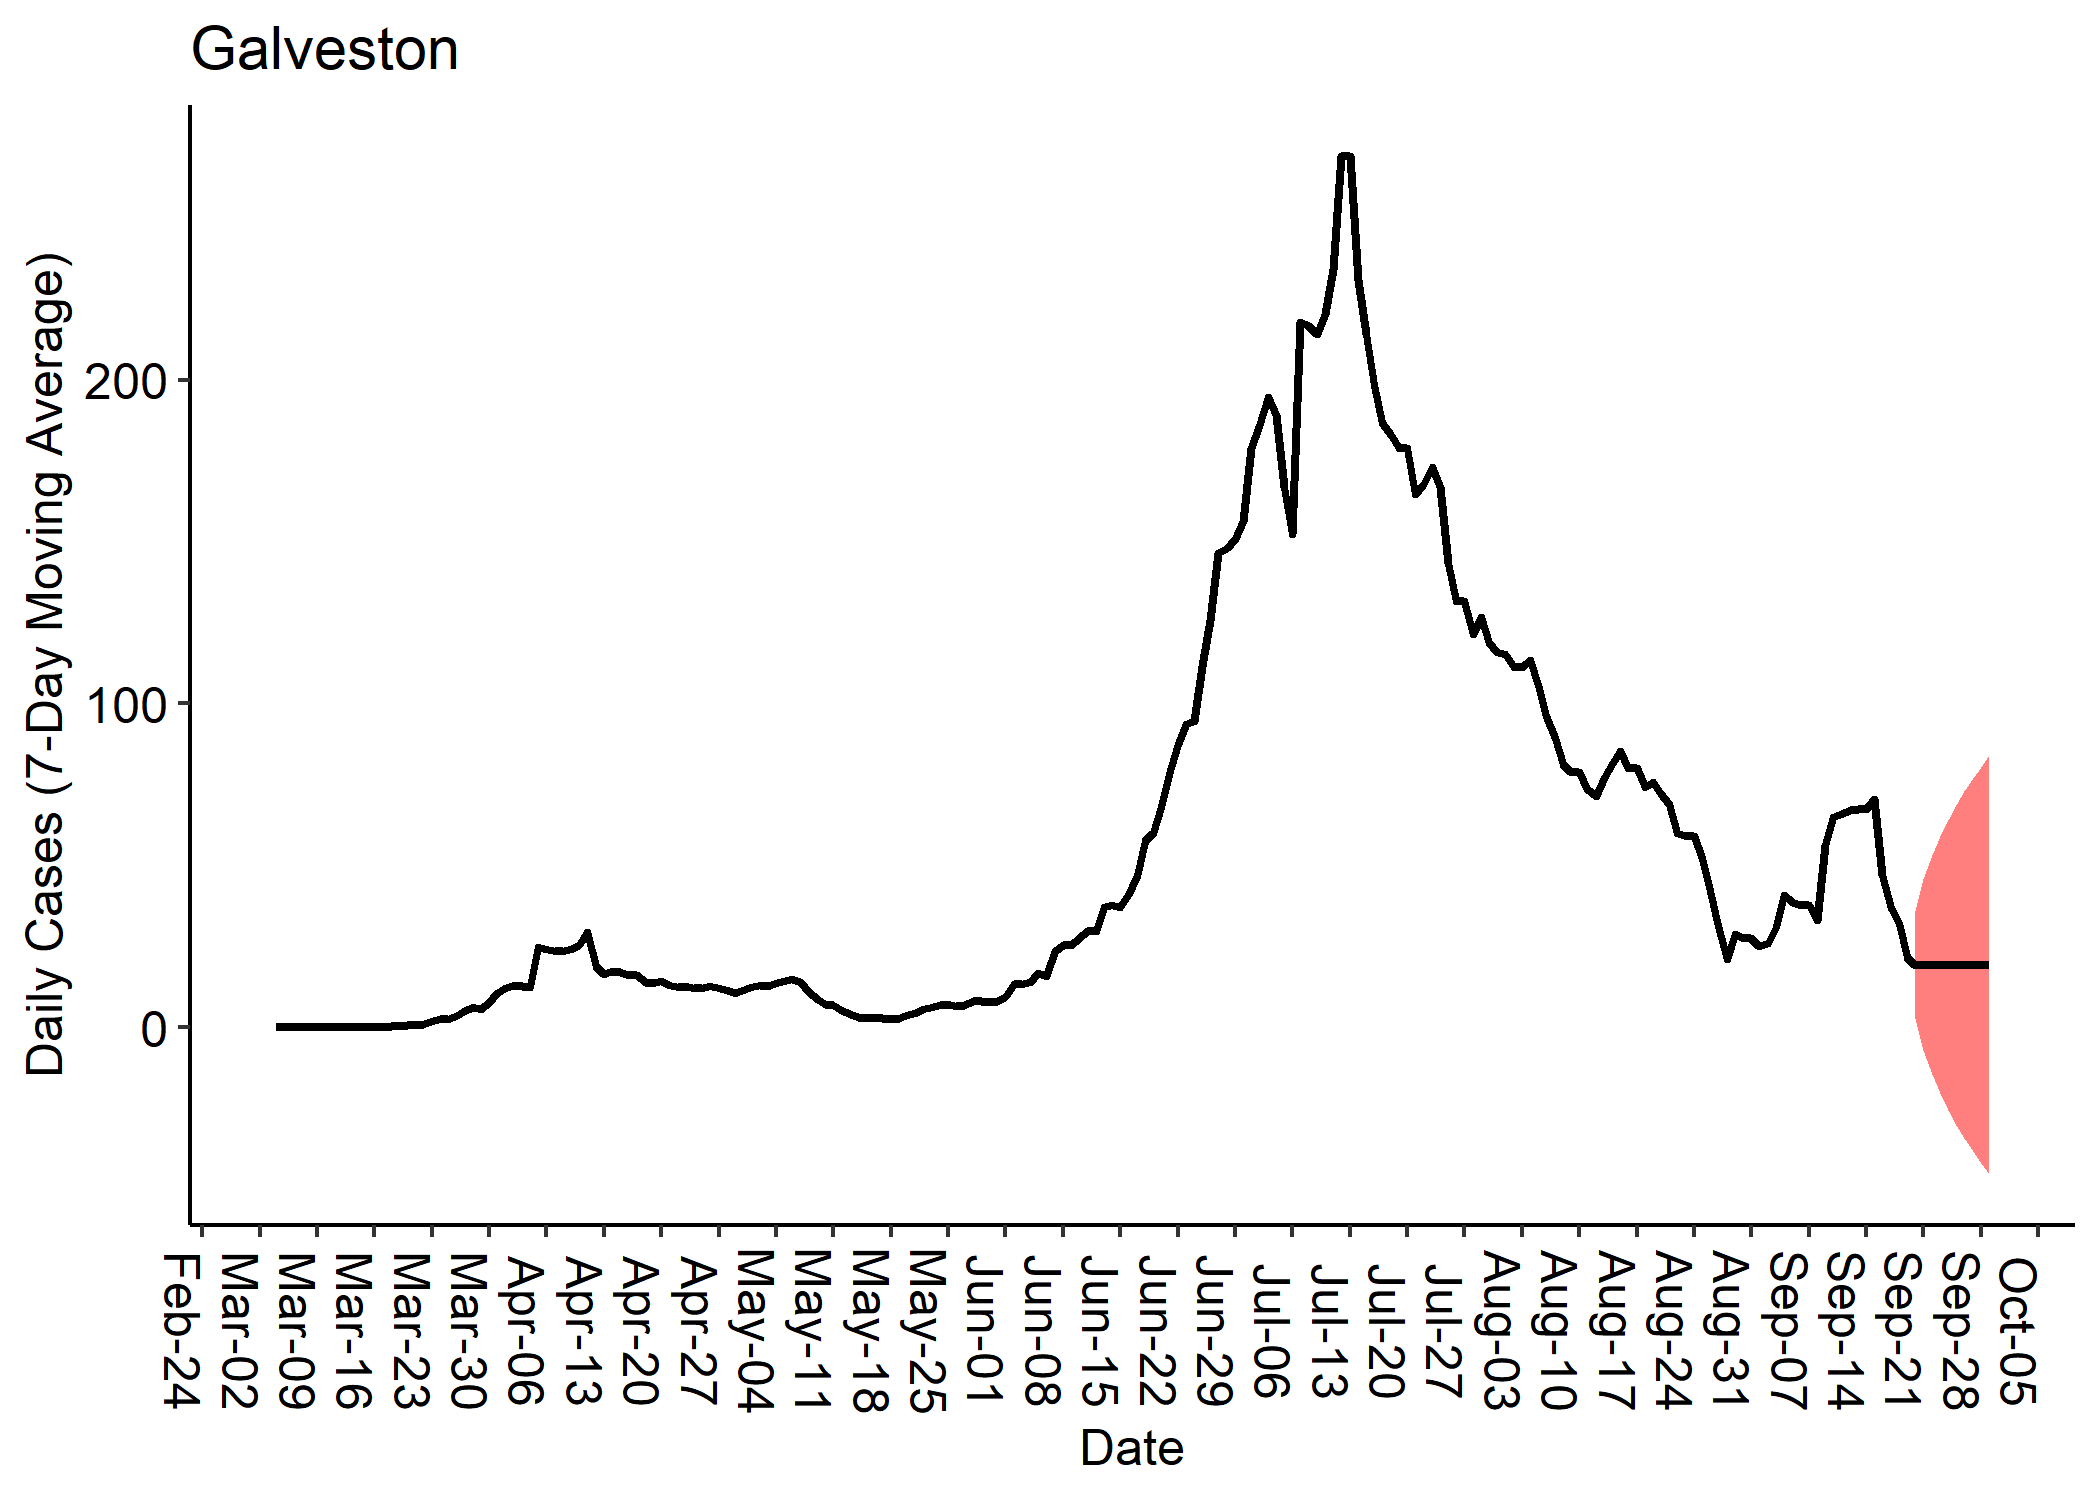 Galveston
Daily Cases (7-Day Moving Average)
200
100
0
Feb-24
Mar-02
Mar-09
Mar-16
Mar-23
Mar-30
Apr-06
Apr-13
Apr-20
Apr-27
May-04
May-11
May-18
May-25
Jun-01
Jun-08
Jun-15
Jun-22
Jun-29
Jul-06
Jul-13
Jul-20
Jul-27
Aug-03
Aug-10
Aug-17
Aug-24
Aug-31
Sep-07
Sep-14
Sep-21
Sep-28
Oct-05
Date